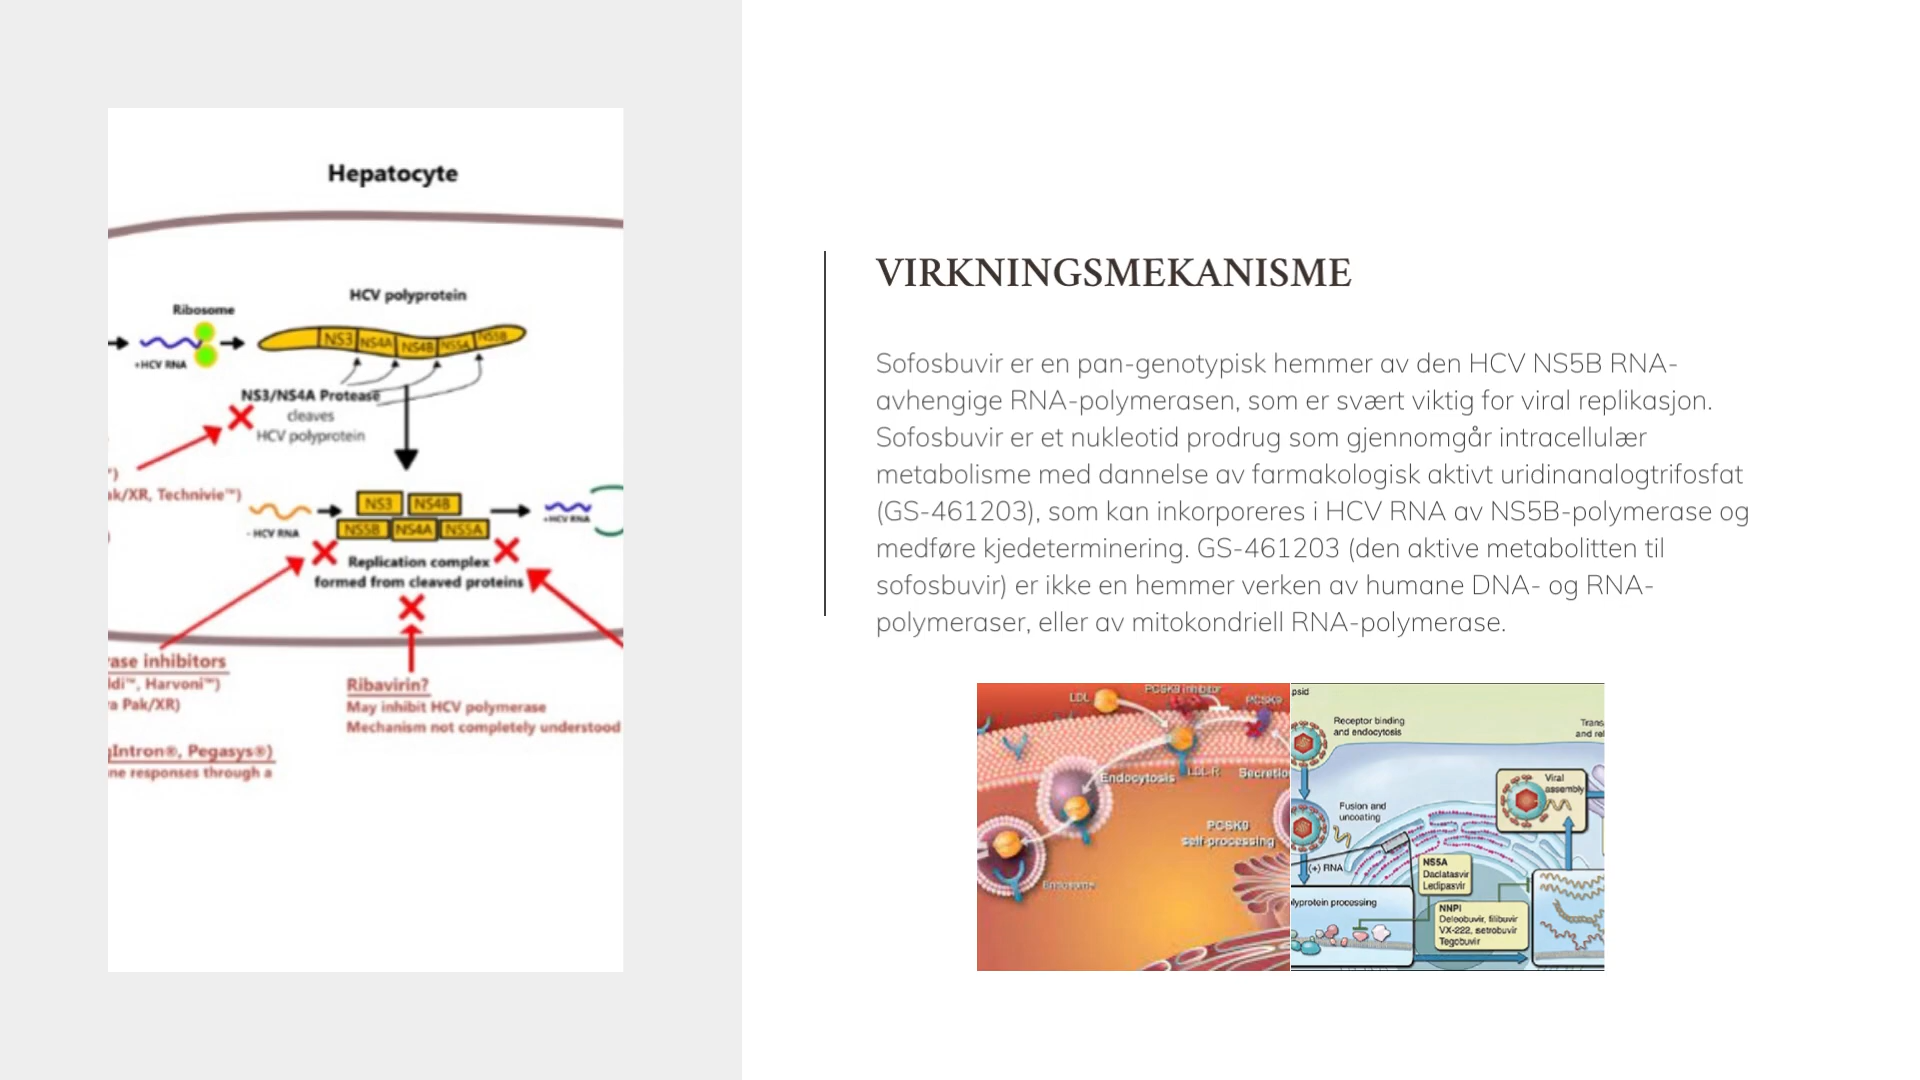 Hepatocyte
HCV polyprotein
Ribosome
NS3 NS4A NS4B NS5A NS5B
+HCV RNA
NS3/NS4A Protease
cleaves
HCV polyprotein
k/XR, Technivie™)
NS3 NS4B
NS5B NS4A NS5A
- HCV RNA
+HCV RNA
Replication complex
formed from cleaved proteins
ase inhibitors
ldi™, Harvoni™)
a Pak/XR)
Ribavirin?
May inhibit HCV polymerase
Mechanism not completely understood
Intron®, Pegasys®)
ne responses through a
VIRKNINGSMEKANISME
Sofosbuvir er en pan-genotypisk hemmer av den HCV NS5B RNA-
avhengige RNA-polymerasen, som er svært viktig for viral replikasjon.
Sofosbuvir er et nukleotid prodrug som gjennomgår intracellulær
metabolisme med dannelse av farmakologisk aktivt uridinanalogtrifosfat
(GS-461203), som kan inkorporeres i HCV RNA av NS5B-polymerase og
medføre kjedeterminering. GS-461203 (den aktive metabolitten til
sofosbuvir) er ikke en hemmer verken av humane DNA- og RNA-
polymeraser, eller av mitokondriell RNA-polymerase.
LDL
PCSK9 inhibitor
PCSK9
Endocytosis
LDL-R
Secretio
PCSK9
self-processing
Endosome
psid
Receptor binding
and endocytosis
Trans
and rel
Viral
assembly
Fusion and
uncoating
(+) RNA
NS5A
Daclatasvir
Ledipasvir
lyprotein processing
NNPI
Deleobuvir, filibuvir
VX-222, setrobuvir
Tegobuvir